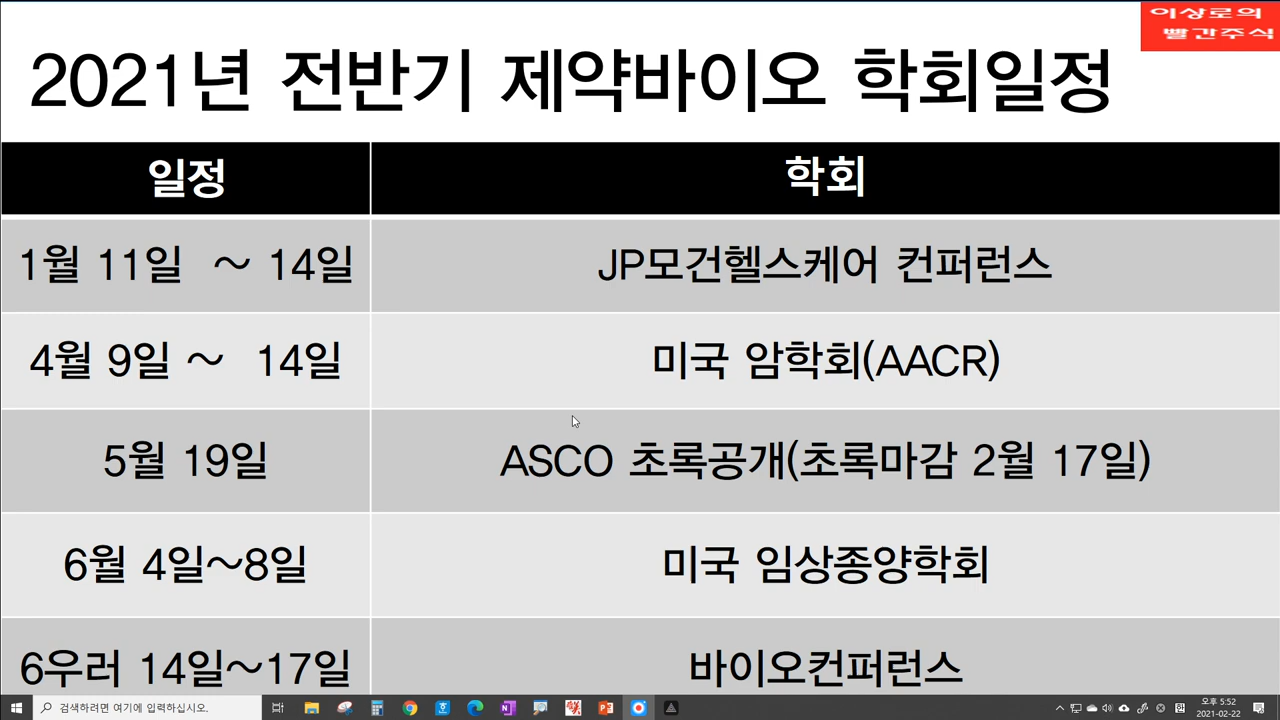 이상로의
빨간주식
2021년 전반기 제약바이오 학회일정
일정 학회
1월 11일 ~ 14일 JP모건헬스케어 컨퍼런스
4월 9일 ~ 14일 미국 암학회(AACR)
5월 19일 ASCO 초록공개(초록마감 2월 17일)
6월 4일~8일 미국 임상종양학회
6우러 14일~17일 바이오컨퍼런스
검색하려면 여기에 입력하십시오.
오후 5:52
2021-02-22